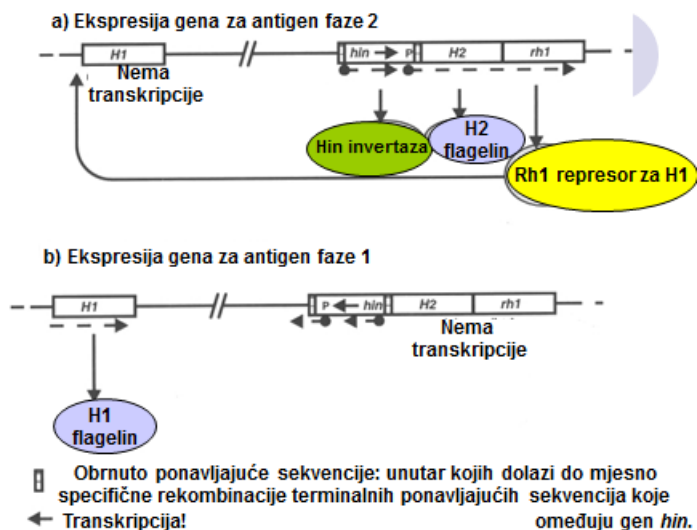 a) Ekspresija gena za antigen faze 2
H1
hin
P
H2
rh1
Nema
transkripcije
Hin invertaza
H2
flagelin
Rh1 represor za H1
b) Ekspresija gena za antigen faze 1
H1
P
hin
H2
rh1
Nema
transkripcije
H1
flagelin
Obrnuto ponavljajuće sekvencije: unutar kojih dolazi do mjesno
specifične rekombinacije terminalnih ponavljajućih sekvencija koje
Transkripcija! omeđuju gen hin.